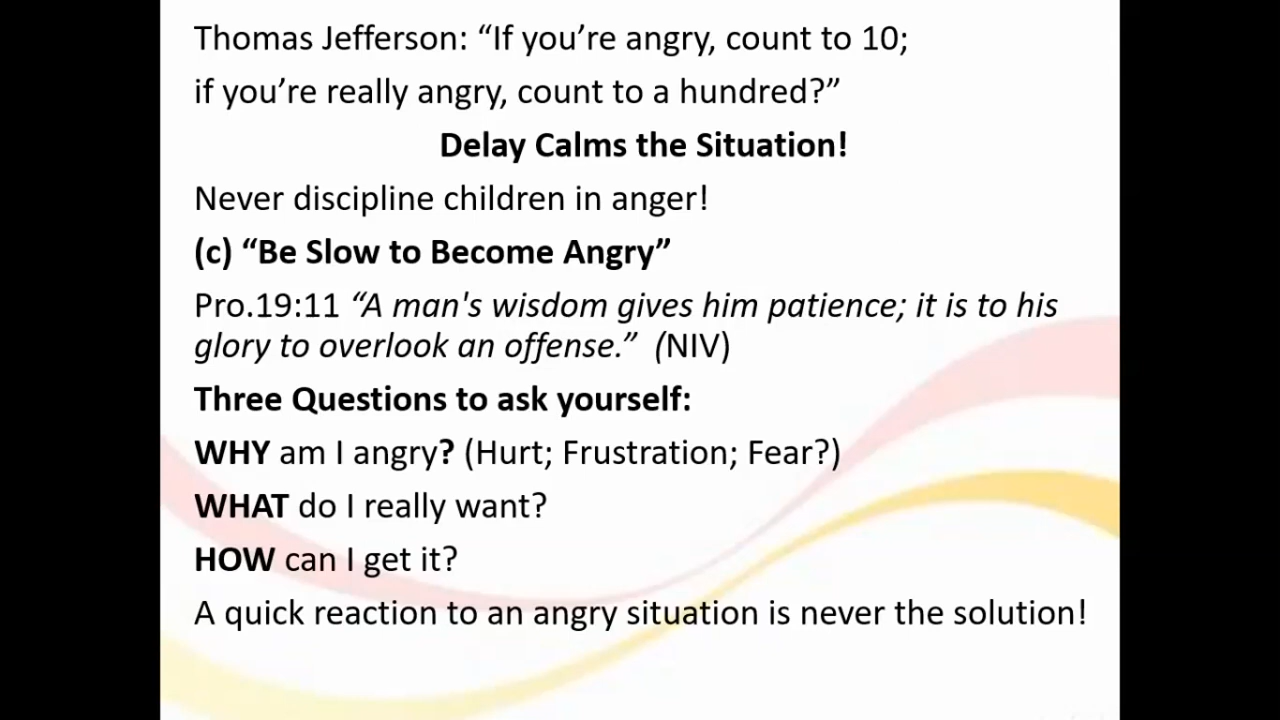 Thomas Jefferson: “If you’re angry, count to 10;
if you’re really angry, count to a hundred?”
Delay Calms the Situation!
Never discipline children in anger!
(c) “Be Slow to Become Angry”
Pro.19:11 “A man's wisdom gives him patience; it is to his
glory to overlook an offense.” (NIV)
Three Questions to ask yourself:
WHY am I angry? (Hurt; Frustration; Fear?)
WHAT do I really want?
HOW can I get it?
A quick reaction to an angry situation is never the solution!